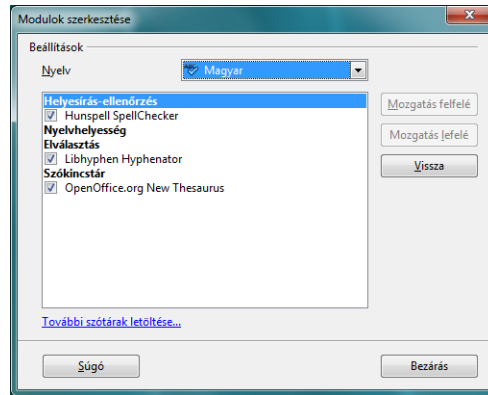 Modulok szerkesztése
Beállítások
Nyelv Magyar
Helyesírás-ellenőrzés
Hunspell SpellChecker
Nyelvhelyesség
Elválasztás
Libhyphen Hyphenator
Szókincstár
OpenOffice.org New Thesaurus
Mozgatás felfelé
Mozgatás lefelé
Vissza
További szótárak letöltése...
Súgó Bezárás